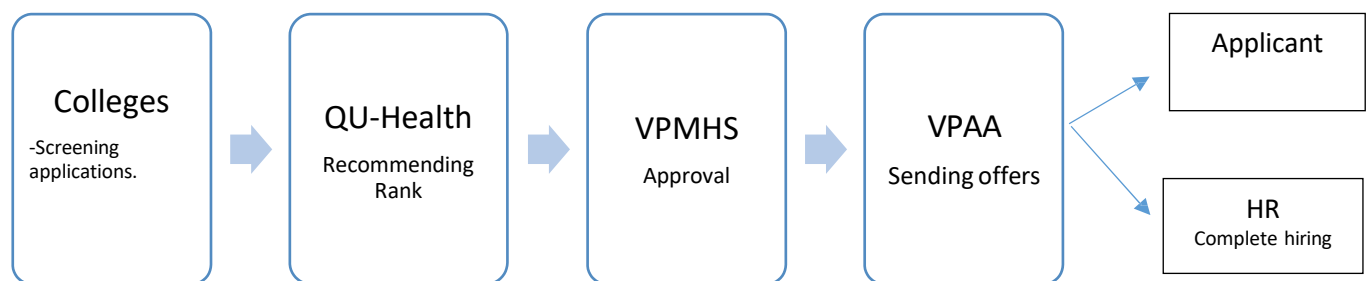 Colleges
-Screening
applications.
QU-Health
Recommending
Rank
VPMHS
Approval
VPAA
Sending offers
Applicant
HR
Complete hiring